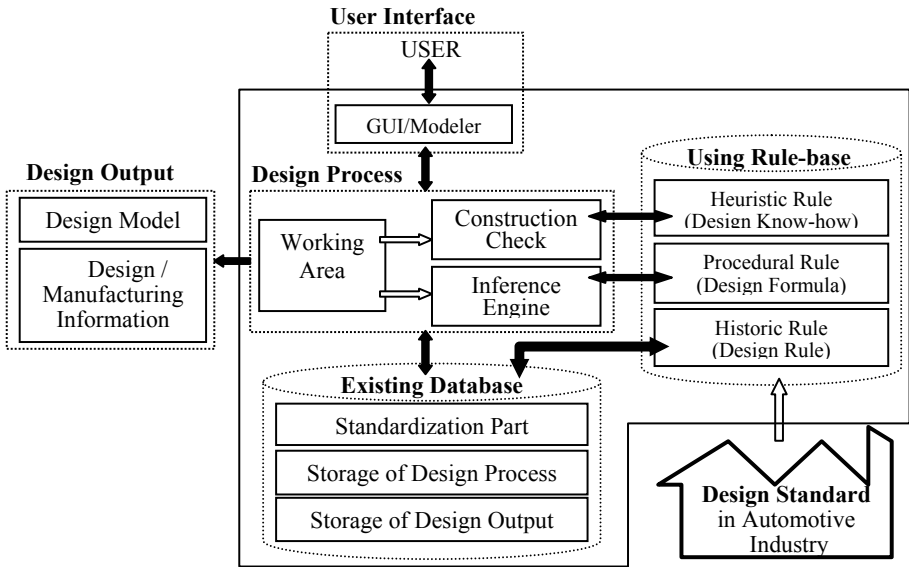 User Interface
USER
GUI/Modeler
Design Output
Design Model
Design /
Manufacturing
Information
Design Process
Working
Area
Construction
Check
Inference
Engine
Using Rule-base
Heuristic Rule
(Design Know-how)
Procedural Rule
(Design Formula)
Historic Rule
(Design Rule)
Existing Database
Standardization Part
Storage of Design Process
Storage of Design Output
Design Standard
in Automotive
Industry